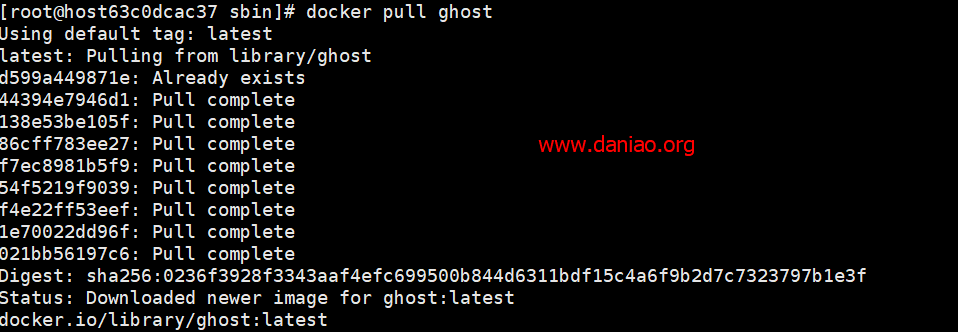 [root@host63c0dcac37 sbin]# docker pull ghost
Using default tag: latest
latest: Pulling from library/ghost
d599a449871e: Already exists
44394e7946d1: Pull complete
138e53be105f: Pull complete
86cff783ee27: Pull complete
www.daniao.org
f7ec8981b5f9: Pull complete
54f5219f9039: Pull complete
f4e22ff53eef: Pull complete
1e70022dd96f: Pull complete
021bb56197c6: Pull complete
Digest: sha256:0236f3928f3343aaf4efc699500b844d6311bdf15c4a6f9b2d7c7323797b1e3f
Status: Downloaded newer image for ghost:latest
docker.io/library/ghost:latest